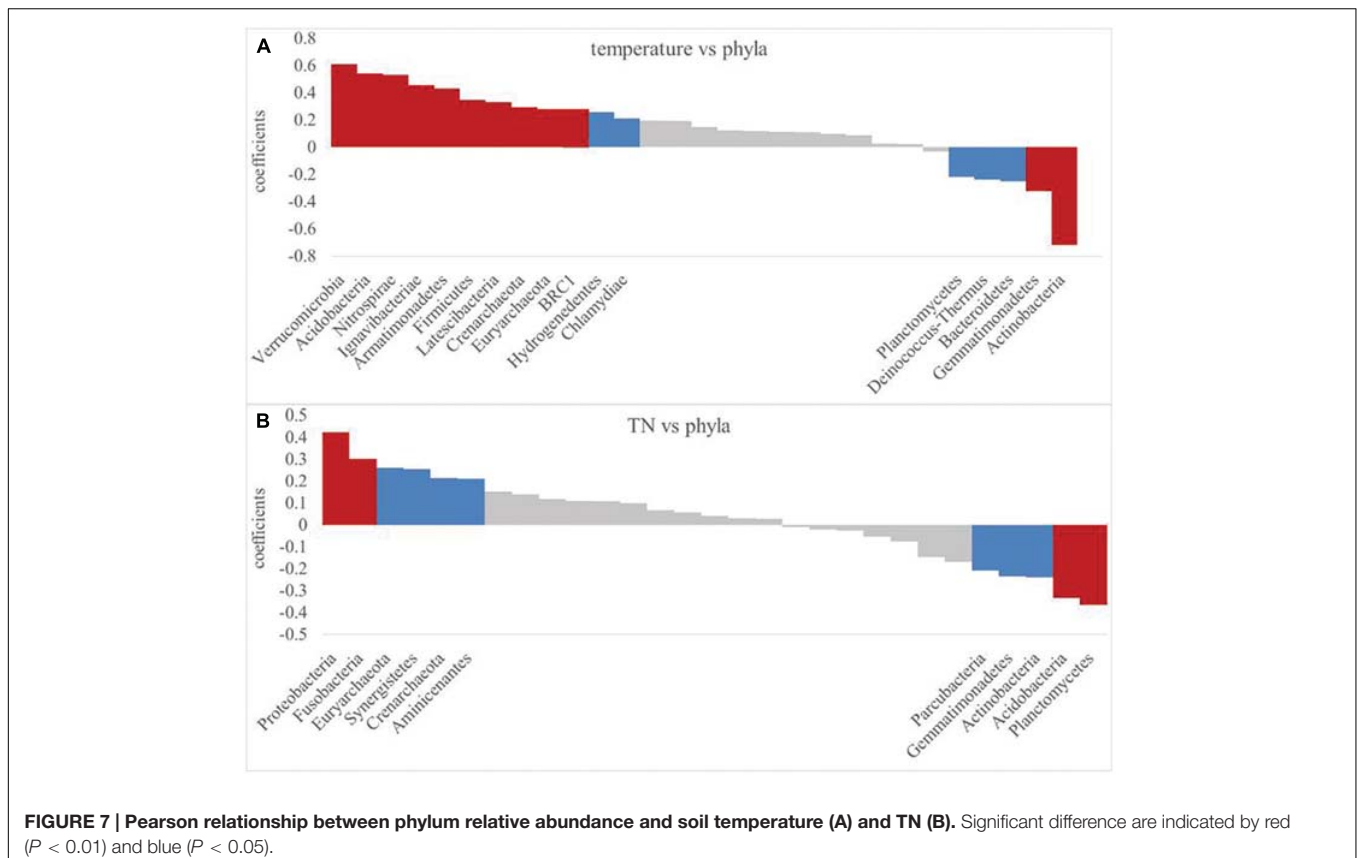 A
temperature vs phyla
coefficients
0.8
0.6
0.4
0.2
0
-0.2
-0.4
-0.6
-0.8
Verrucomicrobia
Acidobacteria
Nitrospirae
Ignavibacteriae
Armatimonadetes
Firmicutes
Latescibacteria
Crenarchaeota
Euryarchaeota
BRC1
Hydrogenedentes
Chlamydiae
Planctomycetes
Deinococcus-Thermus
Bacteroidetes
Gemmatimonadetes
Actinobacteria
B
TN vs phyla
coefficients
0.5
0.4
0.3
0.2
0.1
0
-0.1
-0.2
-0.3
-0.4
-0.5
Proteobacteria
Fusobacteria
Euryarchaeota
Synergistetes
Crenarchaeota
Aminicenantes
Parcubacteria
Gemmatimonadetes
Actinobacteria
Acidobacteria
Planctomycetes
FIGURE 7 | Pearson relationship between phylum relative abundance and soil temperature (A) and TN (B). Significant difference are indicated by red
(P < 0.01) and blue (P < 0.05).